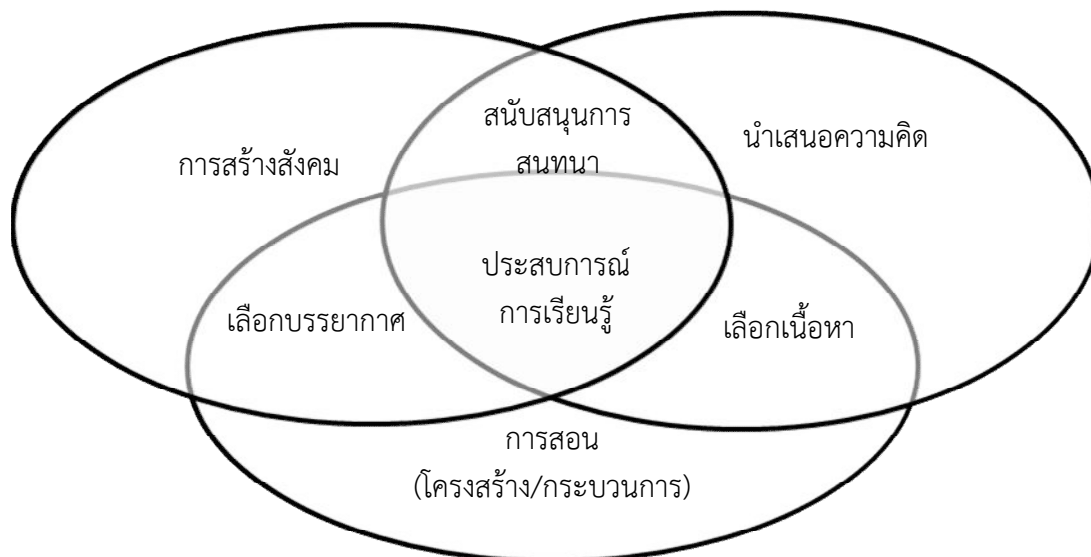 สนับสนุนการ
สนทนา
นำเสนอความคิด
การสร้างสังคม
ประสบการณ์
การเรียนรู้
เลือกบรรยากาศ
เลือกเนื้อหา
การสอน
(โครงสร้าง/กระบวนการ)